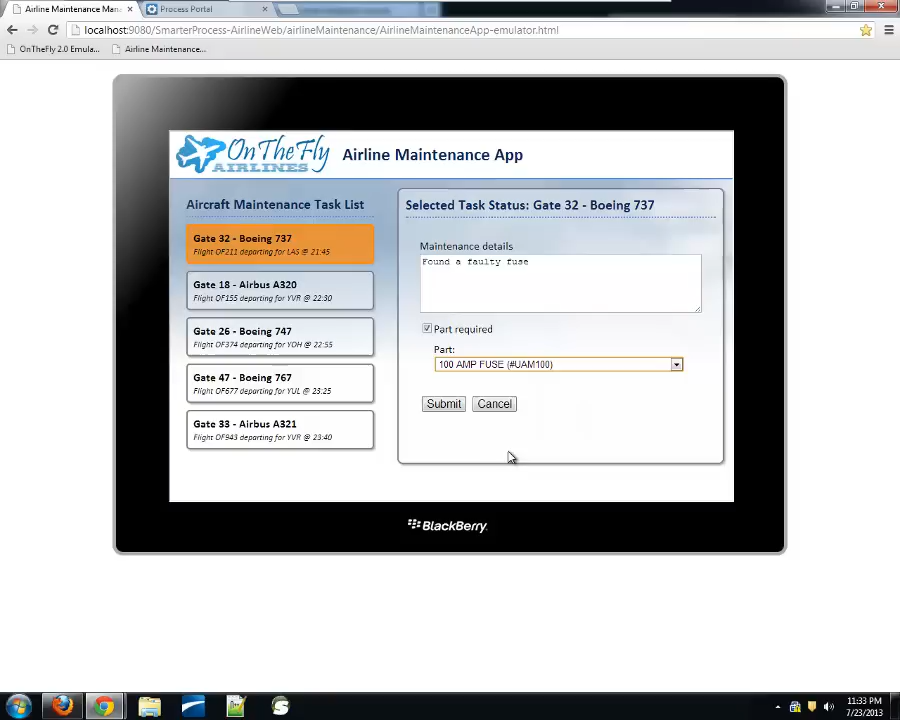 Airline Maintenance Man
Process Portal
localhost:9080/SmarterProcess-AirlineWeb/airlineMaintenance/AirlineMaintenanceApp-emulator.html
OnTheFly 2.0 Emula...
Airline Maintenance...
OnTheFly
AIRLINES
Airline Maintenance App
Aircraft Maintenance Task List
Gate 32 - Boeing 737
Flight OF211 departing for LAS @ 21:45
Gate 18 - Airbus A320
Flight OF155 departing for YVR @ 22:30
Gate 26 - Boeing 747
Flight OF374 departing for YOH @ 22:55
Gate 47 - Boeing 767
Flight OF677 departing for YUL @ 23:25
Gate 33 - Airbus A321
Flight OF943 departing for YVR @ 23:40
Selected Task Status: Gate 32 - Boeing 737
Maintenance details
Found a faulty fuse
Part required
Part:
100 AMP FUSE (#UAM100)
Submit
Cancel
BlackBerry
11:33 PM
7/23/2013